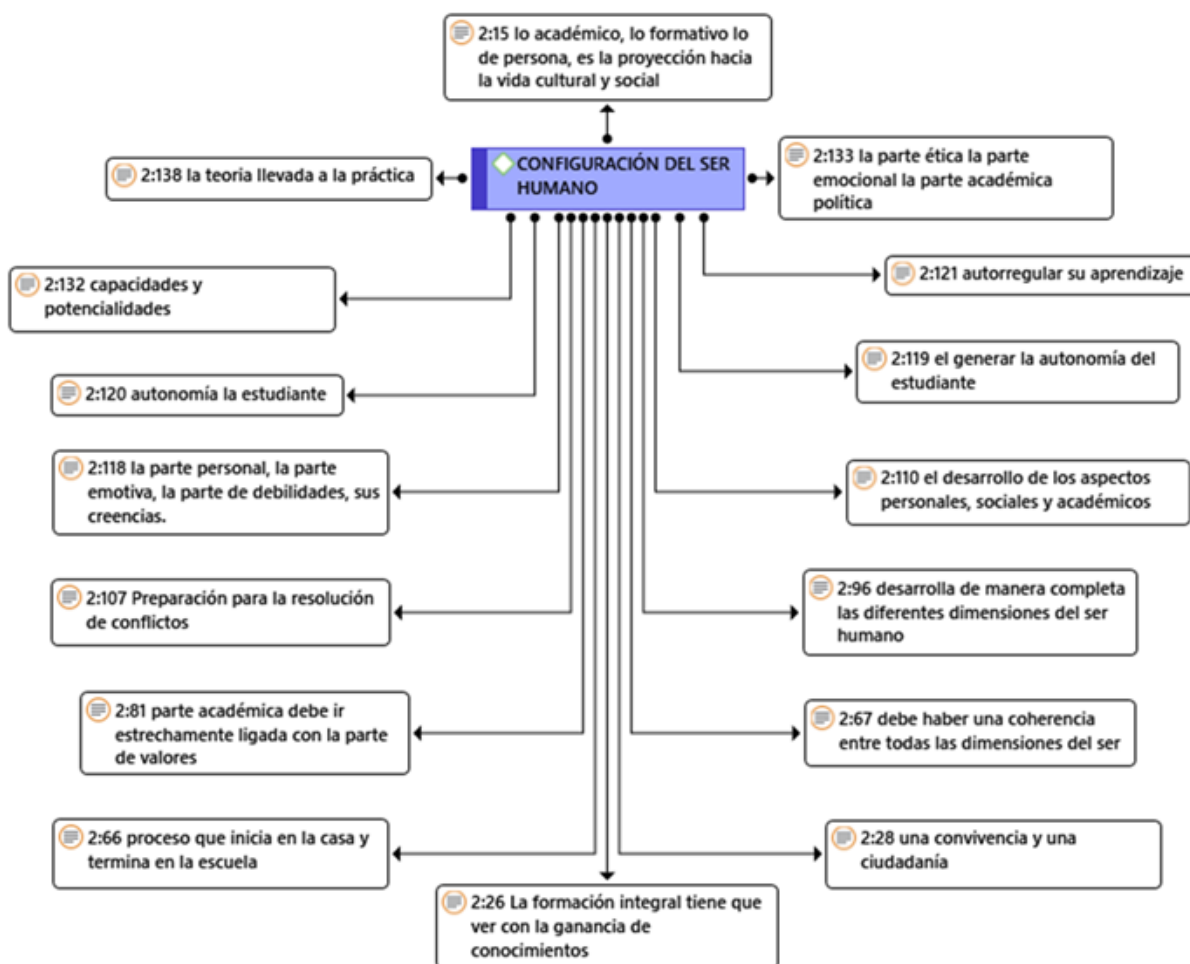 2:15 lo académico, lo formativo lo
de persona, es la proyección hacia
la vida cultural y social
CONFIGURACIÓN DEL SER
HUMANO
2:138 la teoria llevada a la práctica
2:133 la parte ética la parte
emocional la parte académica
política
2:132 capacidades y
potencialidades
2:121 autorregular su aprendizaje
2:120 autonomía la estudiante
2:119 el generar la autonomía del
estudiante
2:118 la parte personal, la parte
emotiva, la parte de debilidades, sus
creencias.
2:110 el desarrollo de los aspectos
personales, sociales y académicos
2:107 Preparación para la resolución
de conflictos
2:96 desarrolla de manera completa
las diferentes dimensiones del ser
humano
2:81 parte académica debe ir
estrechamente ligada con la parte
de valores
2:67 debe haber una coherencia
entre todas las dimensiones del ser
2:66 proceso que inicia en la casa y
termina en la escuela
2:28 una convivencia y una
ciudadanía
2:26 La formación integral tiene que
ver con la ganancia de
conocimientos